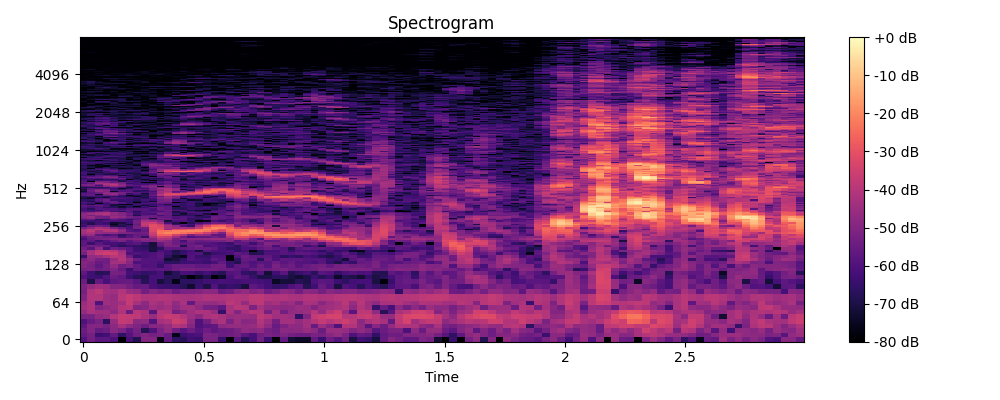 Spectrogram
Hz
4096
2048
1024
512
256
128
64
0
0
0.5
1
1.5
2
2.5
Time
+0 dB
-10 dB
-20 dB
-30 dB
-40 dB
-50 dB
-60 dB
-70 dB
-80 dB